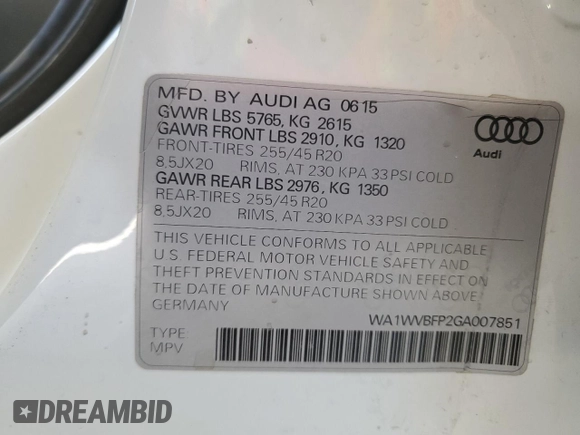 MFD. BY AUDI AG 06 15
GVWR LBS 5765, KG 2615
GAWR FRONT LBS 2910, KG 1320
FRONT-TIRES 255/45 R20
8,5JX20 RIMS, AT 230 KPA 33 PSI COLD
GAWR REAR LBS 2976, KG 1350
REAR-TIRES 255/45 R20
8,5JX20 RIMS, AT 230 KPA 33 PSI COLD
Audi
THIS VEHICLE CONFORMS TO ALL APPLICABLE
U S FEDERAL MOTOR VEHICLE SAFETY AND
THEFT PREVENTION STANDARDS IN EFFECT ON
THE DATE OF MANUFACTURE SHOWN ABOVE.
GERMANY
WA1WVBFP2GA007851
TYPE:
MPV
DREAMBID